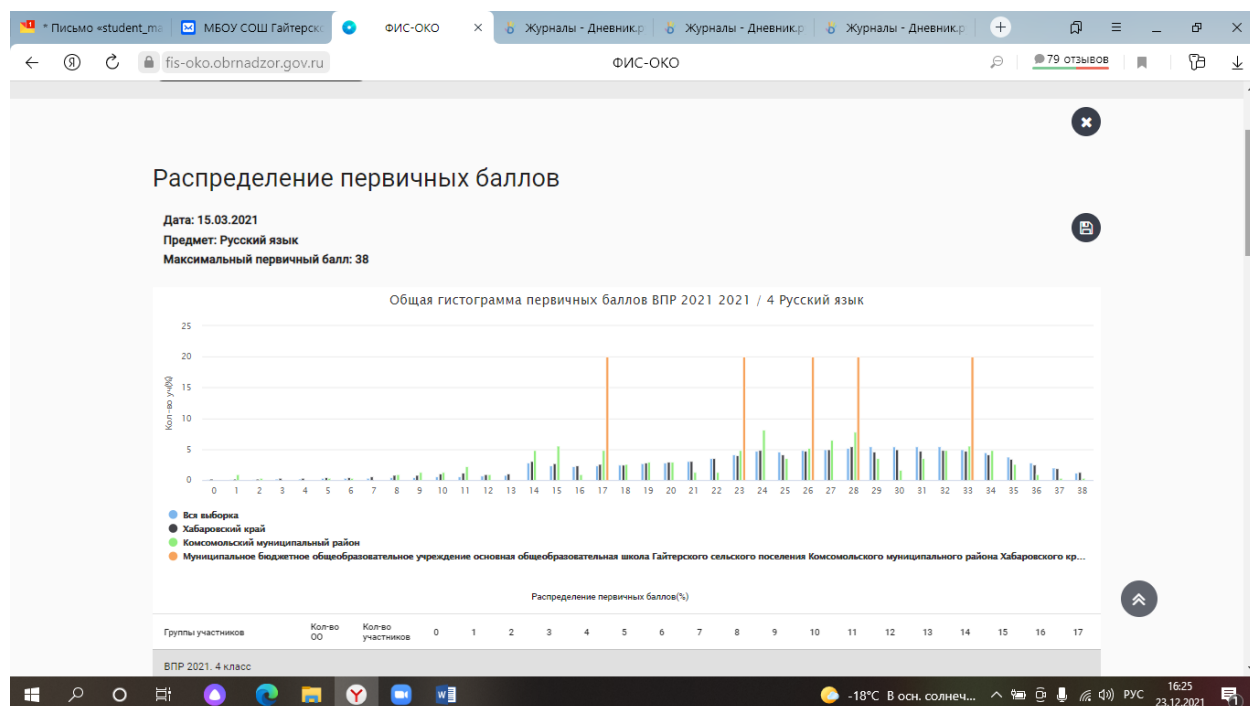 * Письмо «student_ma
МБОУ СОШ Гайтерско
ФИС-ОКО
Журналы - Дневник.р
Журналы - Дневник.р
Журналы - Дневник.р
fis-oko.obrnadzor.gov.ru
ФИС-ОКО
79 отзывов
Распределение первичных баллов
Дата: 15.03.2021
Предмет: Русский язык
Максимальный первичный балл: 38
Общая гистограмма первичных баллов ВПР 2021 2021 / 4 Русский язык
Кол-во уч(%)
25
20
15
10
5
0
0 1 2 3 4 5 6 7 8 9 10 11 12 13 14 15 16 17 18 19 20 21 22 23 24 25 26 27 28 29 30 31 32 33 34 35 36 37 38
Вся выборка
Хабаровский край
Комсомольский муниципальный район
Муниципальное бюджетное общеобразовательное учреждение основная общеобразовательная школа Гайтерского сельского поселения Комсомольского муниципального района Хабаровского кр...
Распределение первичных баллов(%)
Группы участников Кол-во ОО Кол-во участников 0 1 2 3 4 5 6 7 8 9 10 11 12 13 14 15 16 17
ВПР 2021. 4 класс
-18°C В осн. солнеч... РУС 16:25
23.12.2021